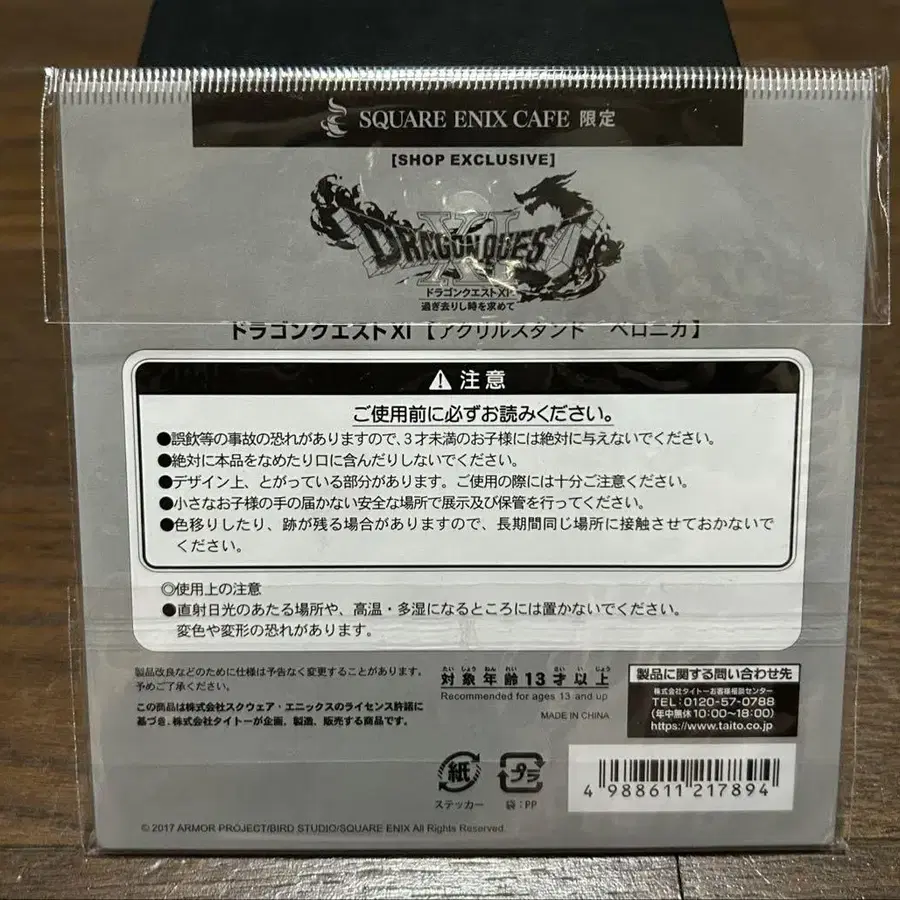 SQUARE ENIX CAFE 限定
[SHOP EXCLUSIVE]
DRAGON QUEST XI
ドラゴンクエストXI
過ぎ去りし時を求めて
ドラゴンクエストXI【アクリルスタンド ベロニカ】
注意
ご使用前に必ずお読みください。
●誤飲等の事故の恐れがありますので、3才未満のお子様には絶対に与えないでください。
●絶対に本品をなめたり口に含んだりしないでください。
●デザイン上、とがっている部分があります。ご使用の際には十分ご注意ください。
●小さなお子様の手の届かない安全な場所で展示及び保管を行ってください。
●色移りしたり、跡が残る場合がありますので、長期間同じ場所に接触させておかないで
ください。
◎使用上の注意
●直射日光のあたる場所や、高温・多湿になるところには置かないでください。
変色や変形の恐れがあります。
製品改良などのために仕様は予告なく変更することがあります。
予めご了承ください。
この商品は株式会社スクウェア・エニックスのライセンス許諾に
基づき、株式会社タイトーが企画、製造、販売する商品です。
たいしょうねんれい さいいじょう
対象年齢13才以上
Recommended for ages 13 and up
MADE IN CHINA
製品に関する問い合わせ先
株式会社タイトーお客様相談センター
TEL:0120-57-0788
(年中無休10:00~18:00)
https://www.taito.co.jp
紙
ステッカー
プラ
袋:PP
4 988611 217894
© 2017 ARMOR PROJECT/BIRD STUDIO/SQUARE ENIX All Rights Reserved.